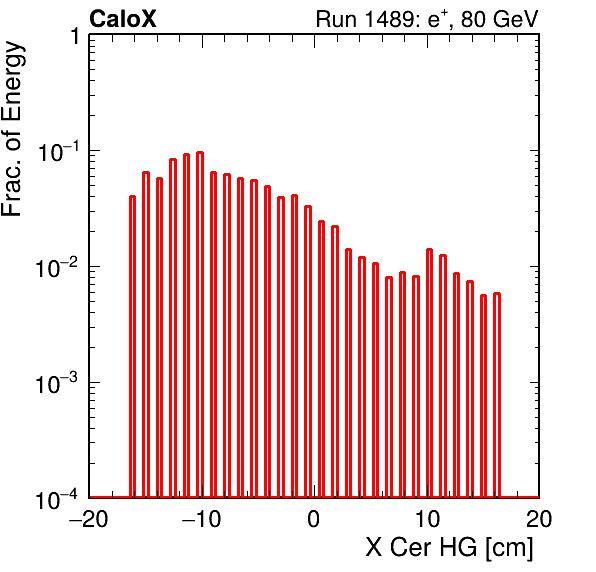 CaloX Run 1489: e⁺, 80 GeV
Frac. of Energy
1
10⁻¹
10⁻²
10⁻³
10⁻⁴
−20 −10 0 10 20
X Cer HG [cm]